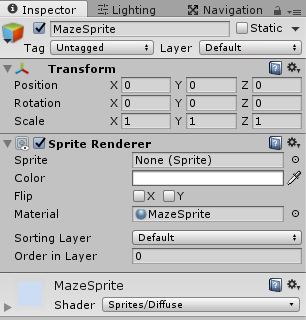 Inspector Lighting Navigation
MazeSprite Static
Tag Untagged Layer Default
Transform
Position X 0 Y 0 Z 0
Rotation X 0 Y 0 Z 0
Scale X 1 Y 1 Z 1
Sprite Renderer
Sprite None (Sprite)
Color
Flip X Y
Material MazeSprite
Sorting Layer Default
Order in Layer 0
MazeSprite
Shader Sprites/Diffuse